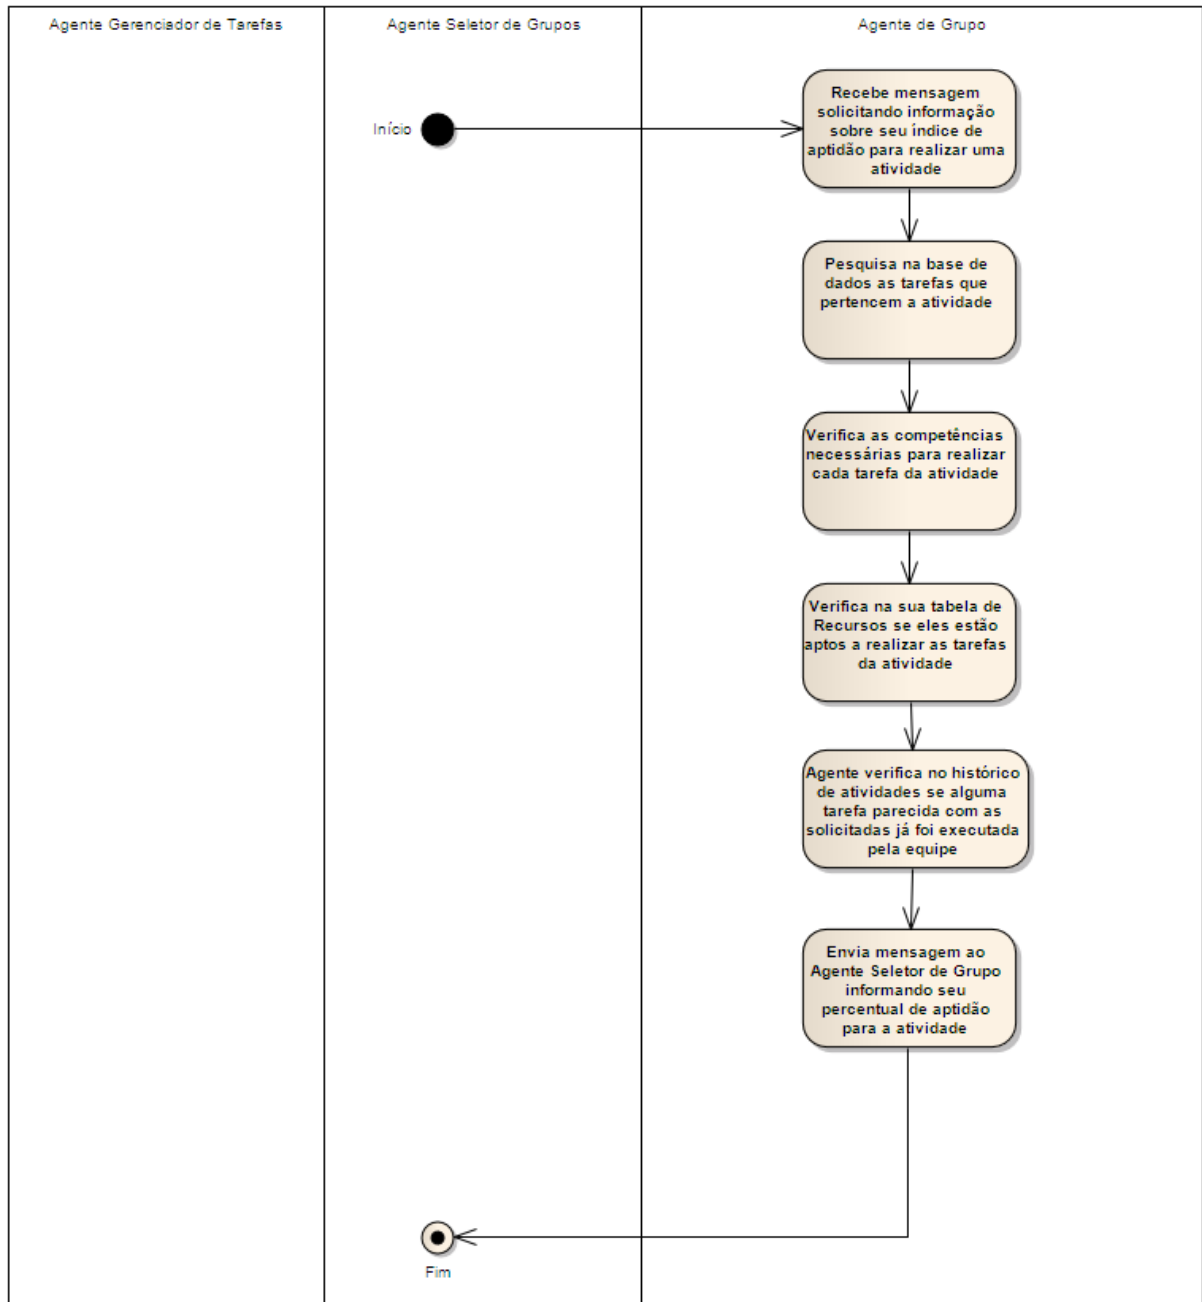 Agente Gerenciador de Tarefas
Agente Seletor de Grupos
Agente de Grupo
Início
Recebe mensagem
solicitando informação
sobre seu índice de
aptidão para realizar uma
atividade
Pesquisa na base de
dados as tarefas que
pertencem a atividade
Verifica as competências
necessárias para realizar
cada tarefa da atividade
Verifica na sua tabela de
Recursos se eles estão
aptos a realizar as tarefas
da atividade
Agente verifica no histórico
de atividades se alguma
tarefa parecida com as
solicitadas já foi executada
pela equipe
Envia mensagem ao
Agente Seletor de Grupo
informando seu
percentual de aptidão
para a atividade
Fim